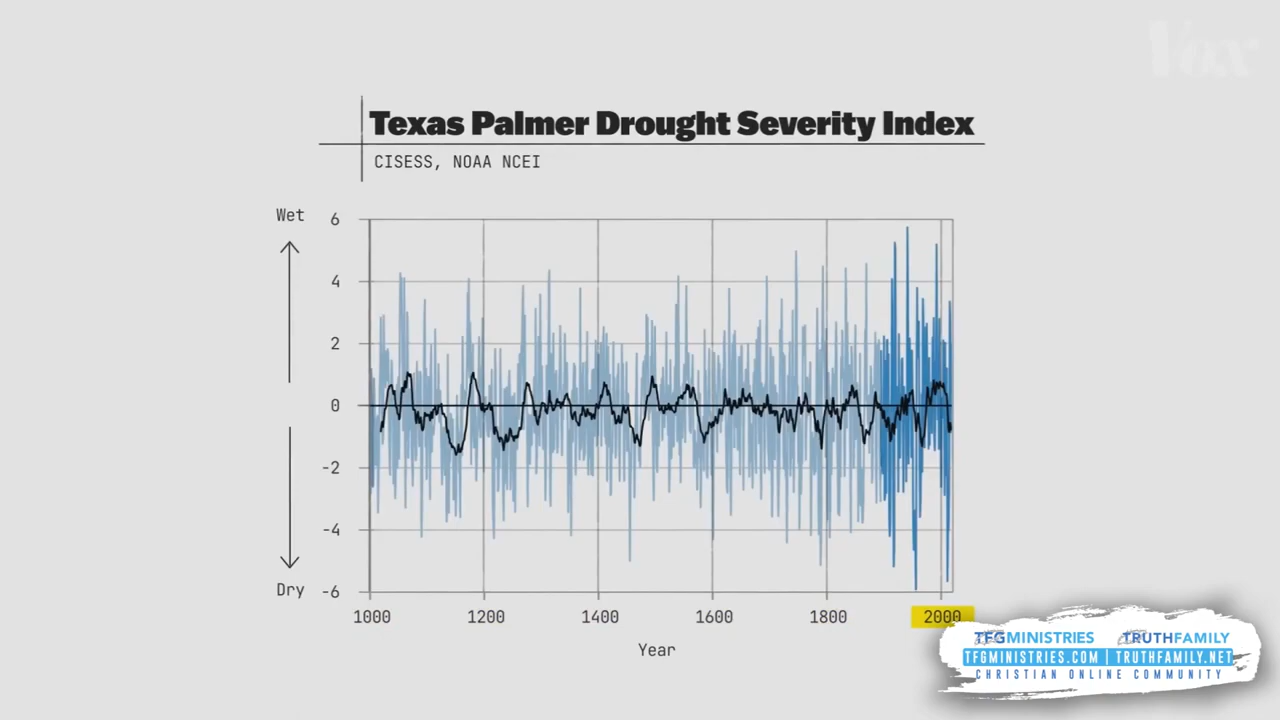 Vox
Texas Palmer Drought Severity Index
CISESS, NOAA NCEI
Wet
6
4
2
0
-2
-4
Dry
-6
1000 1200 1400 1600 1800 2000
Year
TFGMINISTRIES TRUTHFAMILY
TFGMINISTRIES.COM | TRUTHFAMILY.NET
CHRISTIAN ONLINE COMMUNITY